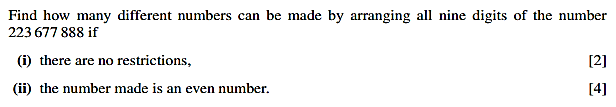 Find how many different numbers can be made by arranging all nine digits of the number
223 677 888 if
(i) there are no restrictions, [2]
(ii) the number made is an even number. [4]